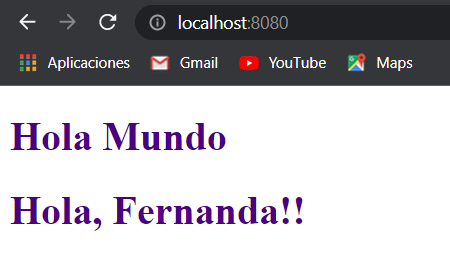 localhost:8080
Aplicaciones Gmail YouTube Maps
Hola Mundo
Hola, Fernanda!!